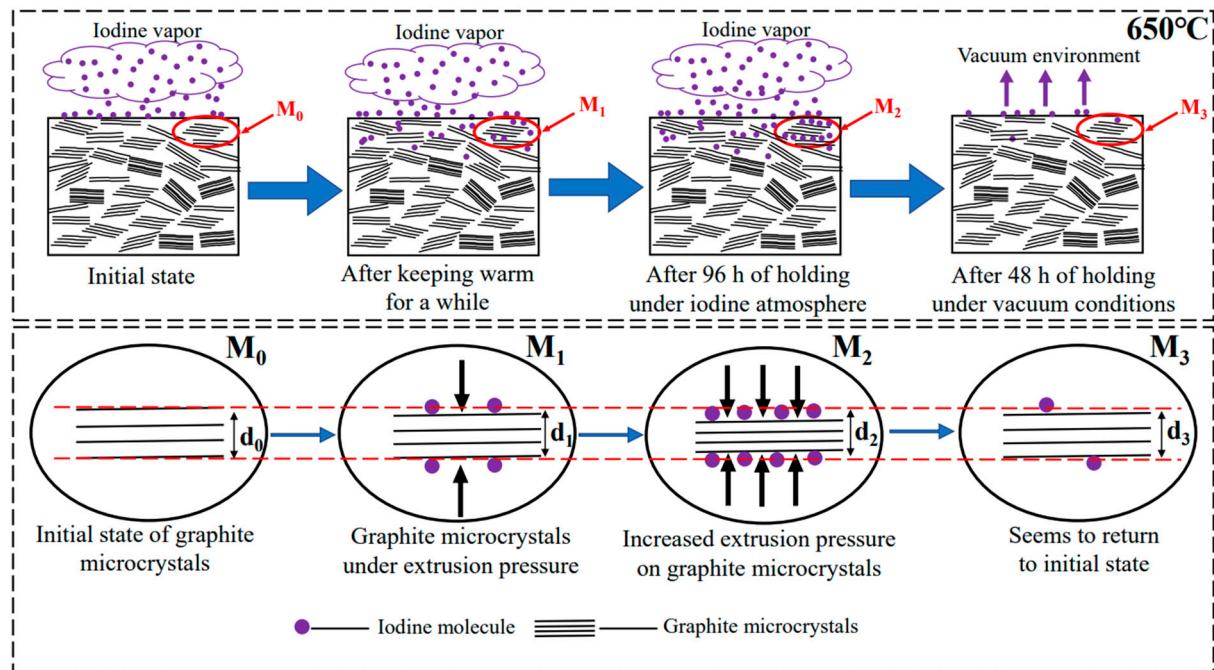 650℃
Iodine vapor
Iodine vapor
Iodine vapor
Vacuum environment
M₀
M₁
M₂
M₃
Initial state
After keeping warm
for a while
After 96 h of holding
under iodine atmosphere
After 48 h of holding
under vacuum conditions
M₀
M₁
M₂
M₃
d₀
d₁
d₂
d₃
Initial state of graphite
microcrystals
Graphite microcrystals
under extrusion pressure
Increased extrusion pressure
on graphite microcrystals
Seems to return
to initial state
Iodine molecule
Graphite microcrystals